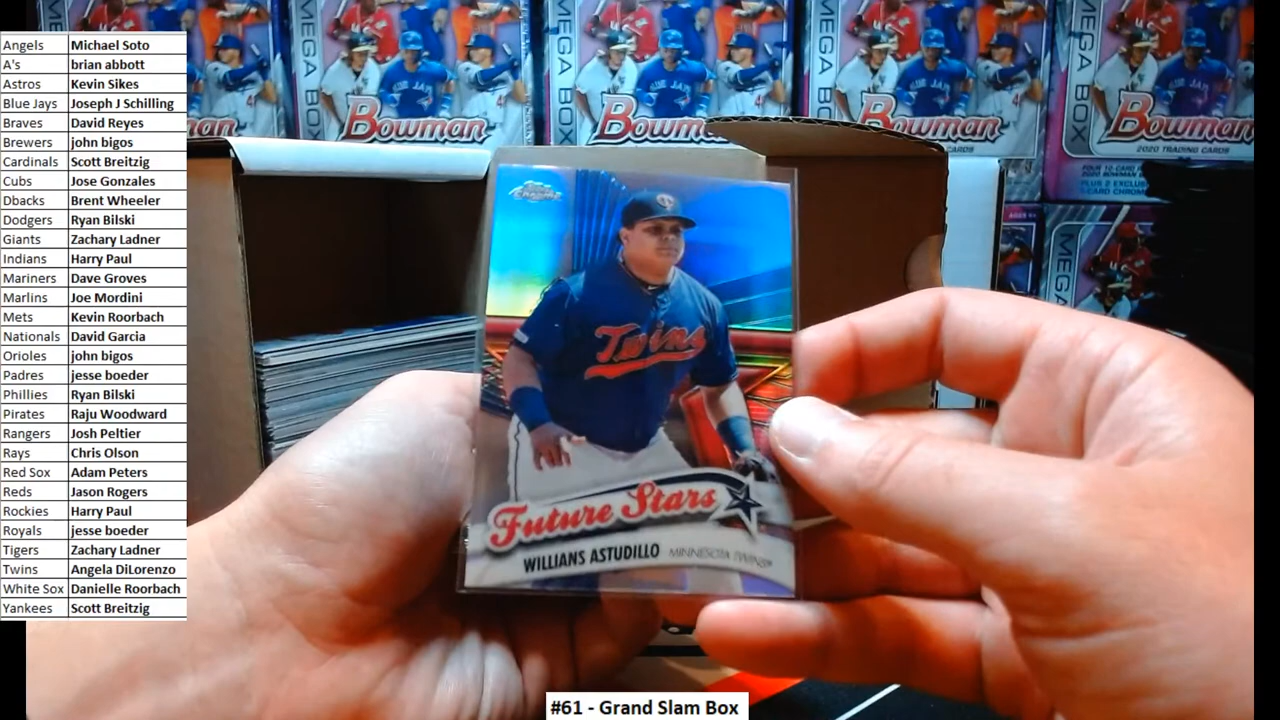 Angels Michael Soto
A's brian abbott
Astros Kevin Sikes
Blue Jays Joseph J Schilling
Braves David Reyes
Brewers john bigos
Cardinals Scott Breitzig
Cubs Jose Gonzales
Dbacks Brent Wheeler
Dodgers Ryan Bilski
Giants Zachary Ladner
Indians Harry Paul
Mariners Dave Groves
Marlins Joe Mordini
Mets Kevin Roorbach
Nationals David Garcia
Orioles john bigos
Padres jesse boeder
Phillies Ryan Bilski
Pirates Raju Woodward
Rangers Josh Peltier
Rays Chris Olson
Red Sox Adam Peters
Reds Jason Rogers
Rockies Harry Paul
Royals jesse boeder
Tigers Zachary Ladner
Twins Angela DiLorenzo
White Sox Danielle Roorbach
Yankees Scott Breitzig
MEGA BOX
Bowman
MEGA BOX
Bowman
MEGA BOX
Bowman
MEGA BOX
Bowman
2020 TRADING CARDS
MEGA
Chrome
Twins
Future Stars
WILLIANS ASTUDILLO MINNESOTA TWINS
#61 - Grand Slam Box